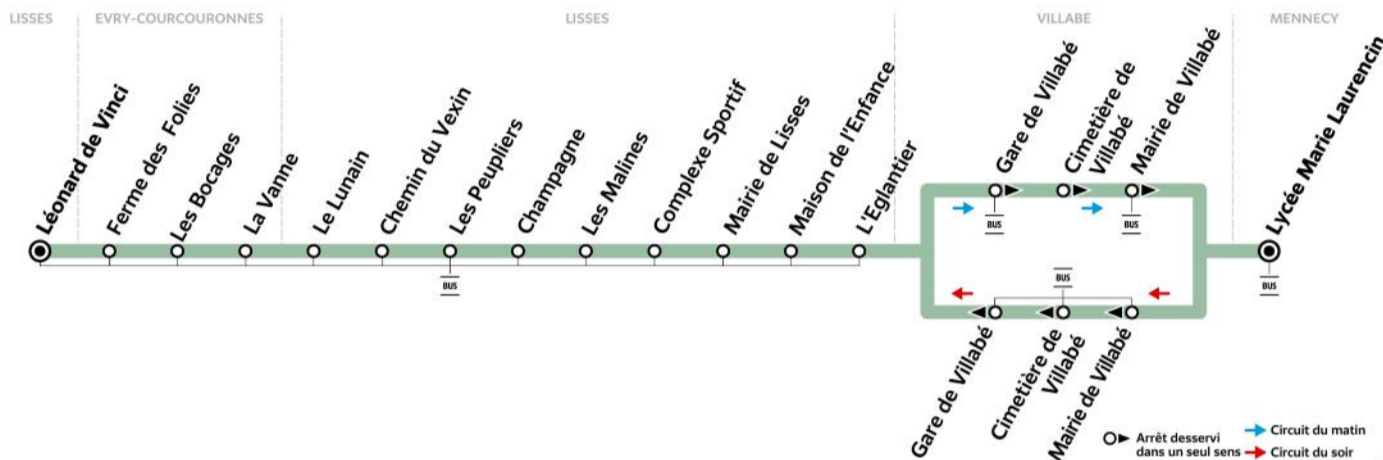 LISSES
EVRY-COURCOURONNES
LISSES
VILLABE
MENNECY
Léonard de Vinci
Ferme des Folies
Les Bocages
La Vanne
Le Lunain
Chemin du Vexin
Les Peupliers
Champagne
Les Malines
Complexe Sportif
Mairie de Lisses
Maison de l'Enfance
L'Eglantier
Gare de Villabé
Cimetière de
Villabé
Mairie de Villabé
Lycée Marie Laurencin
BUS
BUS
BUS
BUS
BUS
Gare de Villabé
Cimetière de
Villabé
Mairie de Villabé
Arrêt desservi
dans un seul sens
Circuit du matin
Circuit du soir